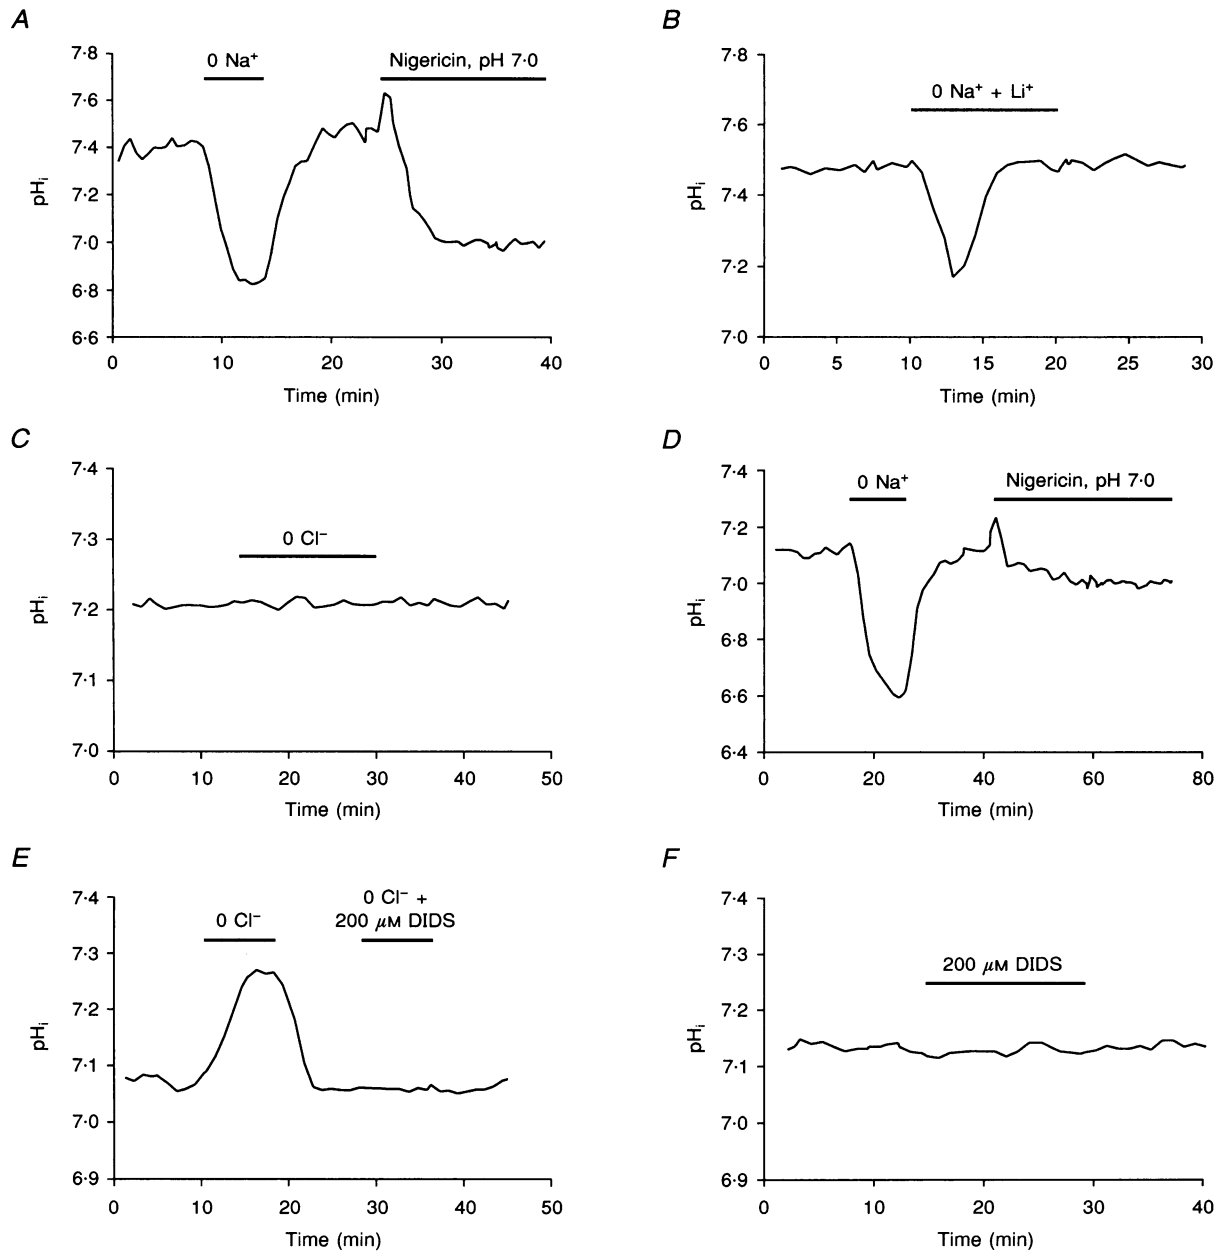 A
0 Na⁺
Nigericin, pH 7·0
7·8
7·6
7·4
7·2
7·0
6·8
6·6
pHᵢ
0 10 20 30 40
Time (min)
B
0 Na⁺ + Li⁺
7·8
7·6
7·4
7·2
7·0
pHᵢ
0 5 10 15 20 25 30
Time (min)
C
0 Cl⁻
7·4
7·3
7·2
7·1
7·0
pHᵢ
0 10 20 30 40 50
Time (min)
D
0 Na⁺
Nigericin, pH 7·0
7·4
7·2
7·0
6·8
6·6
6·4
pHᵢ
0 20 40 60 80
Time (min)
E
0 Cl⁻
0 Cl⁻ +
200 μM DIDS
7·4
7·3
7·2
7·1
7·0
6·9
pHᵢ
0 10 20 30 40 50
Time (min)
F
200 μM DIDS
7·4
7·3
7·2
7·1
7·0
6·9
pHᵢ
0 10 20 30 40
Time (min)